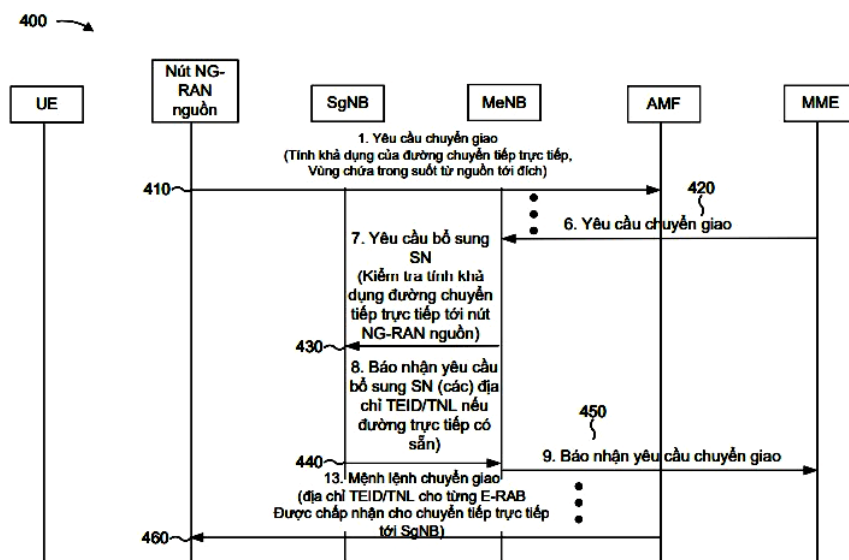 400
Nút NG-
RAN
nguồn
UE
SgNB
MeNB
AMF
MME
1. Yêu cầu chuyển giao
(Tính khả dụng của đường chuyển tiếp trực tiếp,
Vùng chứa trong suốt từ nguồn tới đích)
410
420
6. Yêu cầu chuyển giao
7. Yêu cầu bổ sung
SN
(Kiểm tra tính khả
dụng đường chuyển
tiếp trực tiếp tới nút
NG-RAN nguồn)
430
8. Báo nhận yêu cầu
bổ sung SN (các) địa
chỉ TEID/TNL nếu
đường trực tiếp có
sẵn)
450
440
9. Báo nhận yêu cầu chuyển giao
13. Mệnh lệnh chuyển giao
(địa chỉ TEID/TNL cho từng E-RAB
Được chấp nhận cho chuyển tiếp trực tiếp
tới SgNB)
460